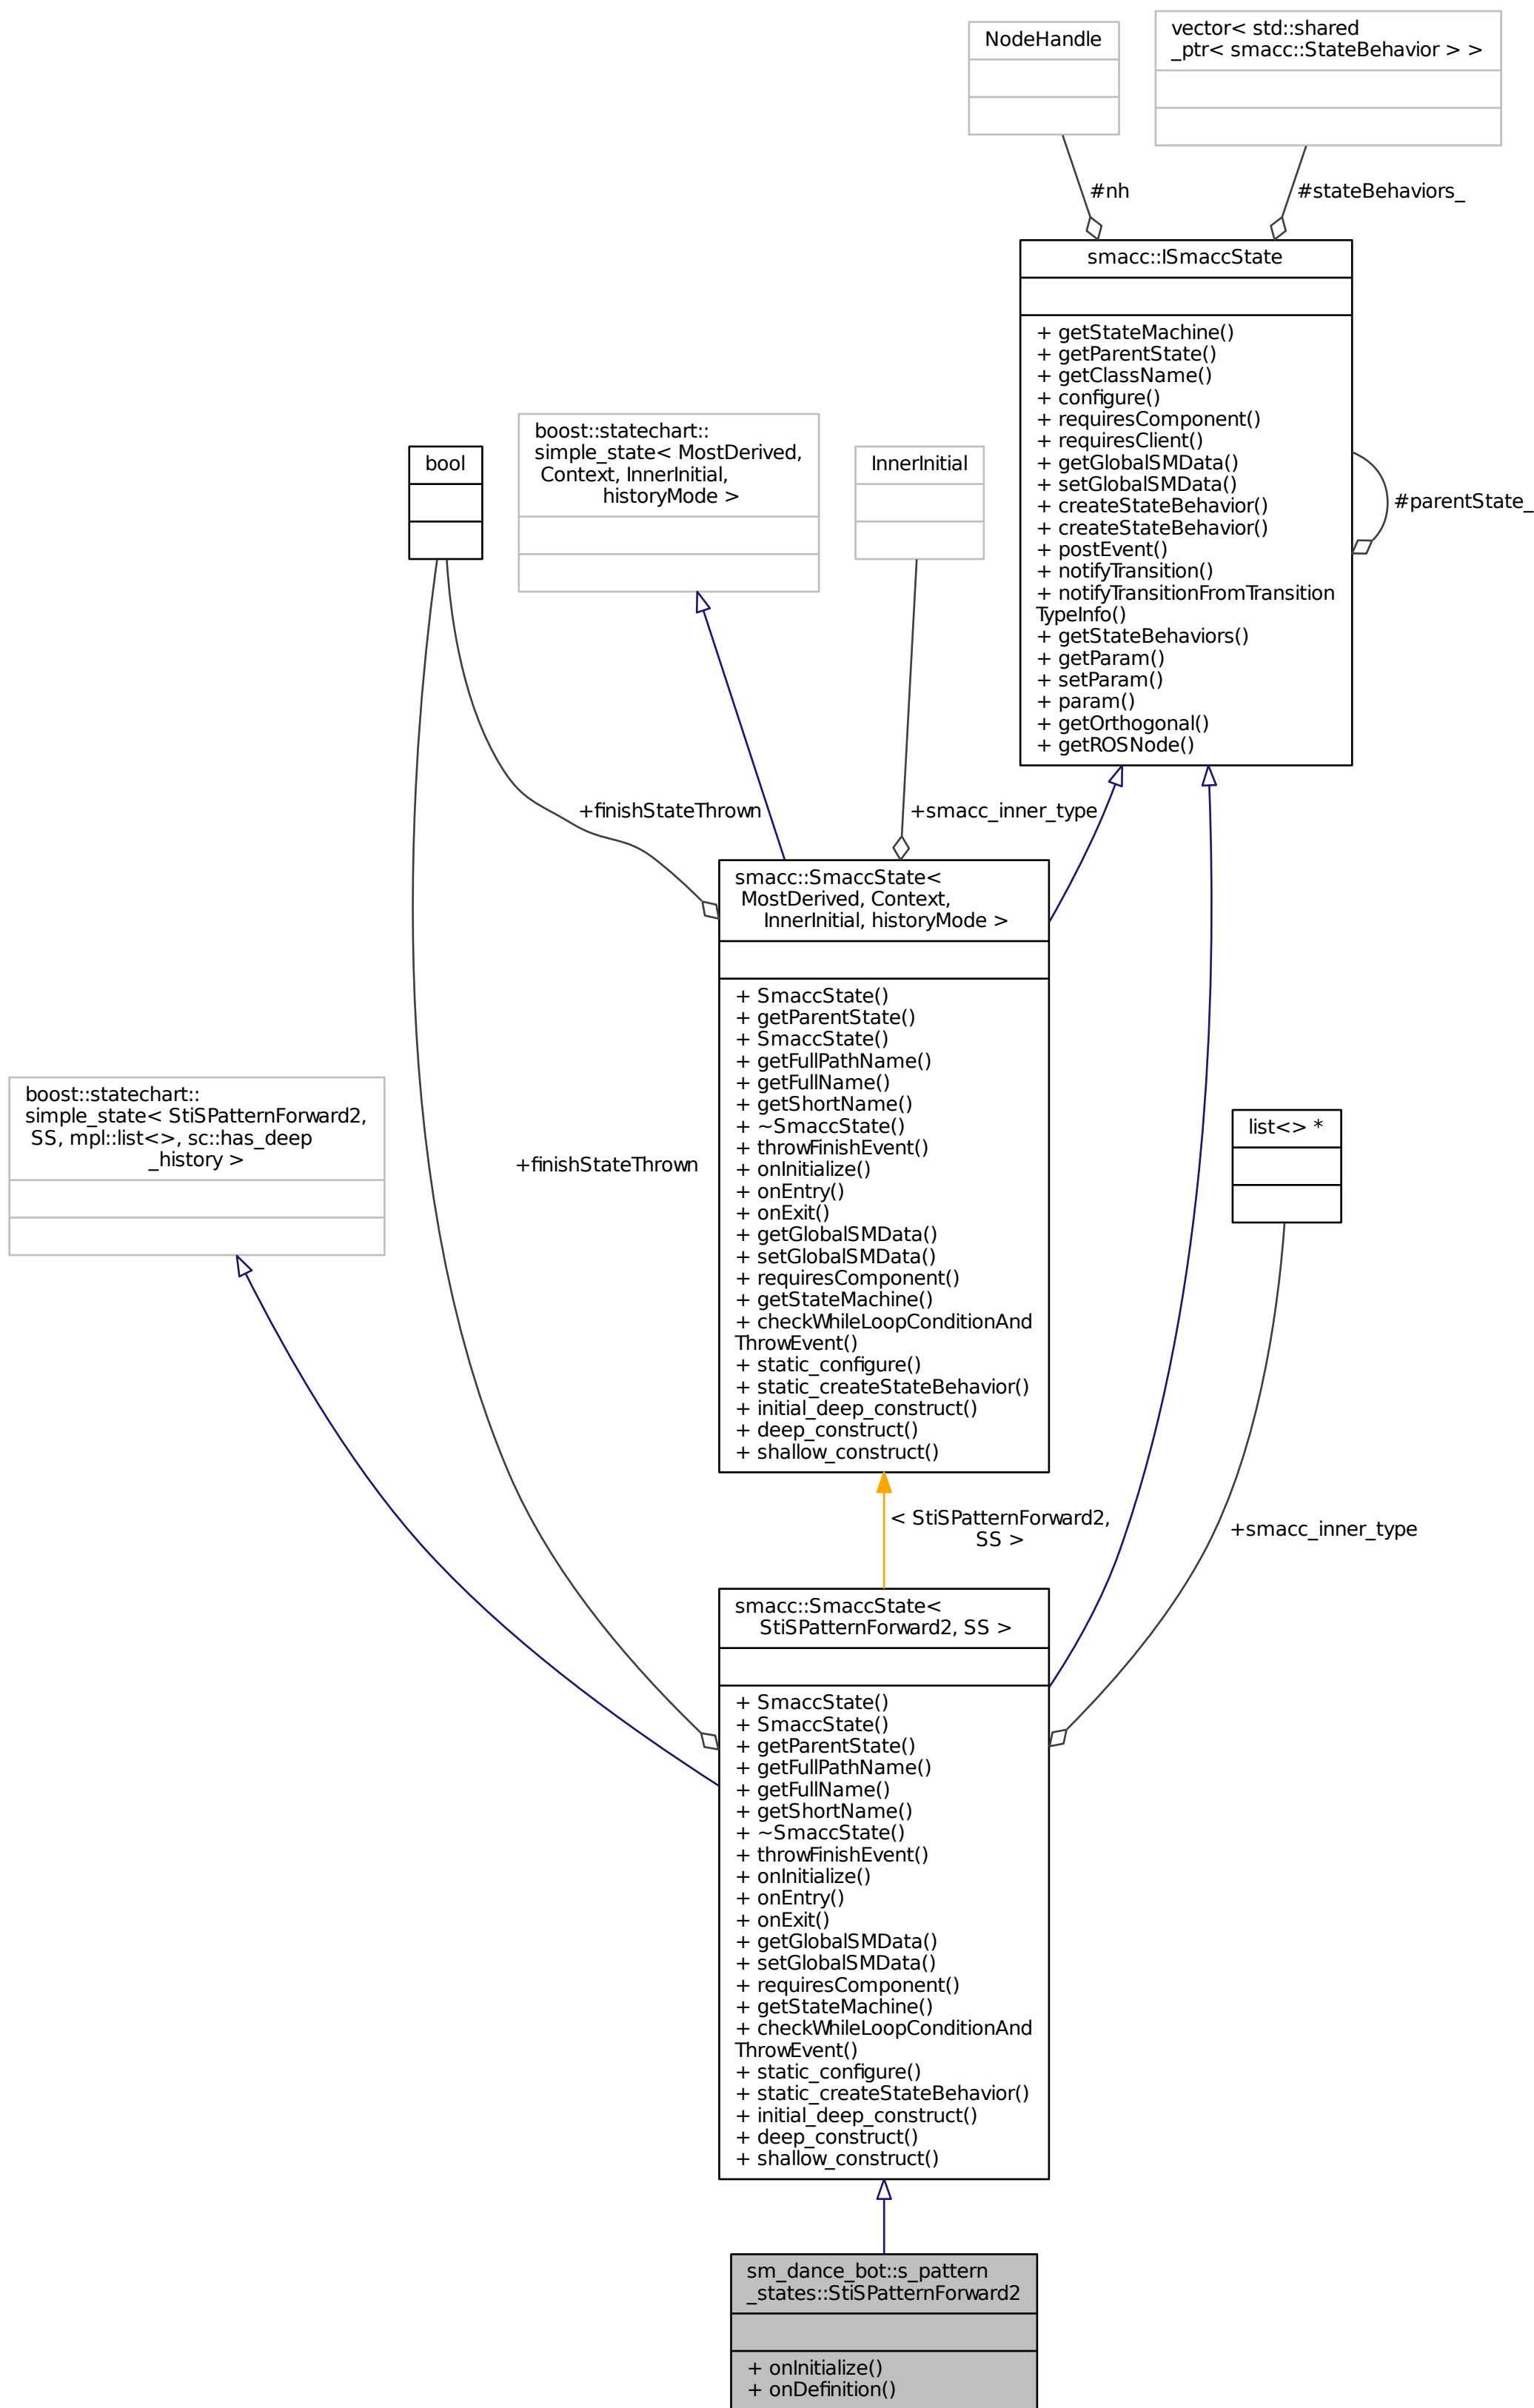 NodeHandle
vector< std::shared
_ptr< smacc::StateBehavior > >
#nh
#stateBehaviors_
smacc::ISmaccState
+ getStateMachine()
+ getParentState()
+ getClassName()
+ configure()
+ requiresComponent()
+ requiresClient()
+ getGlobalSMData()
+ setGlobalSMData()
+ createStateBehavior()
+ createStateBehavior()
+ postEvent()
+ notifyTransition()
+ notifyTransitionFromTransition
TypeInfo()
+ getStateBehaviors()
+ getParam()
+ setParam()
+ param()
+ getOrthogonal()
+ getROSNode()
#parentState_
bool
boost::statechart::
simple_state< MostDerived,
Context, InnerInitial,
historyMode >
InnerInitial
+finishStateThrown
+smacc_inner_type
smacc::SmaccState<
MostDerived, Context,
InnerInitial, historyMode >
+ SmaccState()
+ getParentState()
+ SmaccState()
+ getFullPathName()
+ getFullName()
+ getShortName()
+ ~SmaccState()
+ throwFinishEvent()
+ onInitialize()
+ onEntry()
+ onExit()
+ getGlobalSMData()
+ setGlobalSMData()
+ requiresComponent()
+ getStateMachine()
+ checkWhileLoopConditionAnd
ThrowEvent()
+ static_configure()
+ static_createStateBehavior()
+ initial_deep_construct()
+ deep_construct()
+ shallow_construct()
boost::statechart::
simple_state< StiSPatternForward2,
SS, mpl::list<>, sc::has_deep
_history >
+finishStateThrown
list<> *
< StiSPatternForward2,
SS >
+smacc_inner_type
smacc::SmaccState<
StiSPatternForward2, SS >
+ SmaccState()
+ SmaccState()
+ getParentState()
+ getFullPathName()
+ getFullName()
+ getShortName()
+ ~SmaccState()
+ throwFinishEvent()
+ onInitialize()
+ onEntry()
+ onExit()
+ getGlobalSMData()
+ setGlobalSMData()
+ requiresComponent()
+ getStateMachine()
+ checkWhileLoopConditionAnd
ThrowEvent()
+ static_configure()
+ static_createStateBehavior()
+ initial_deep_construct()
+ deep_construct()
+ shallow_construct()
sm_dance_bot::s_pattern
_states::StiSPatternForward2
+ onInitialize()
+ onDefinition()